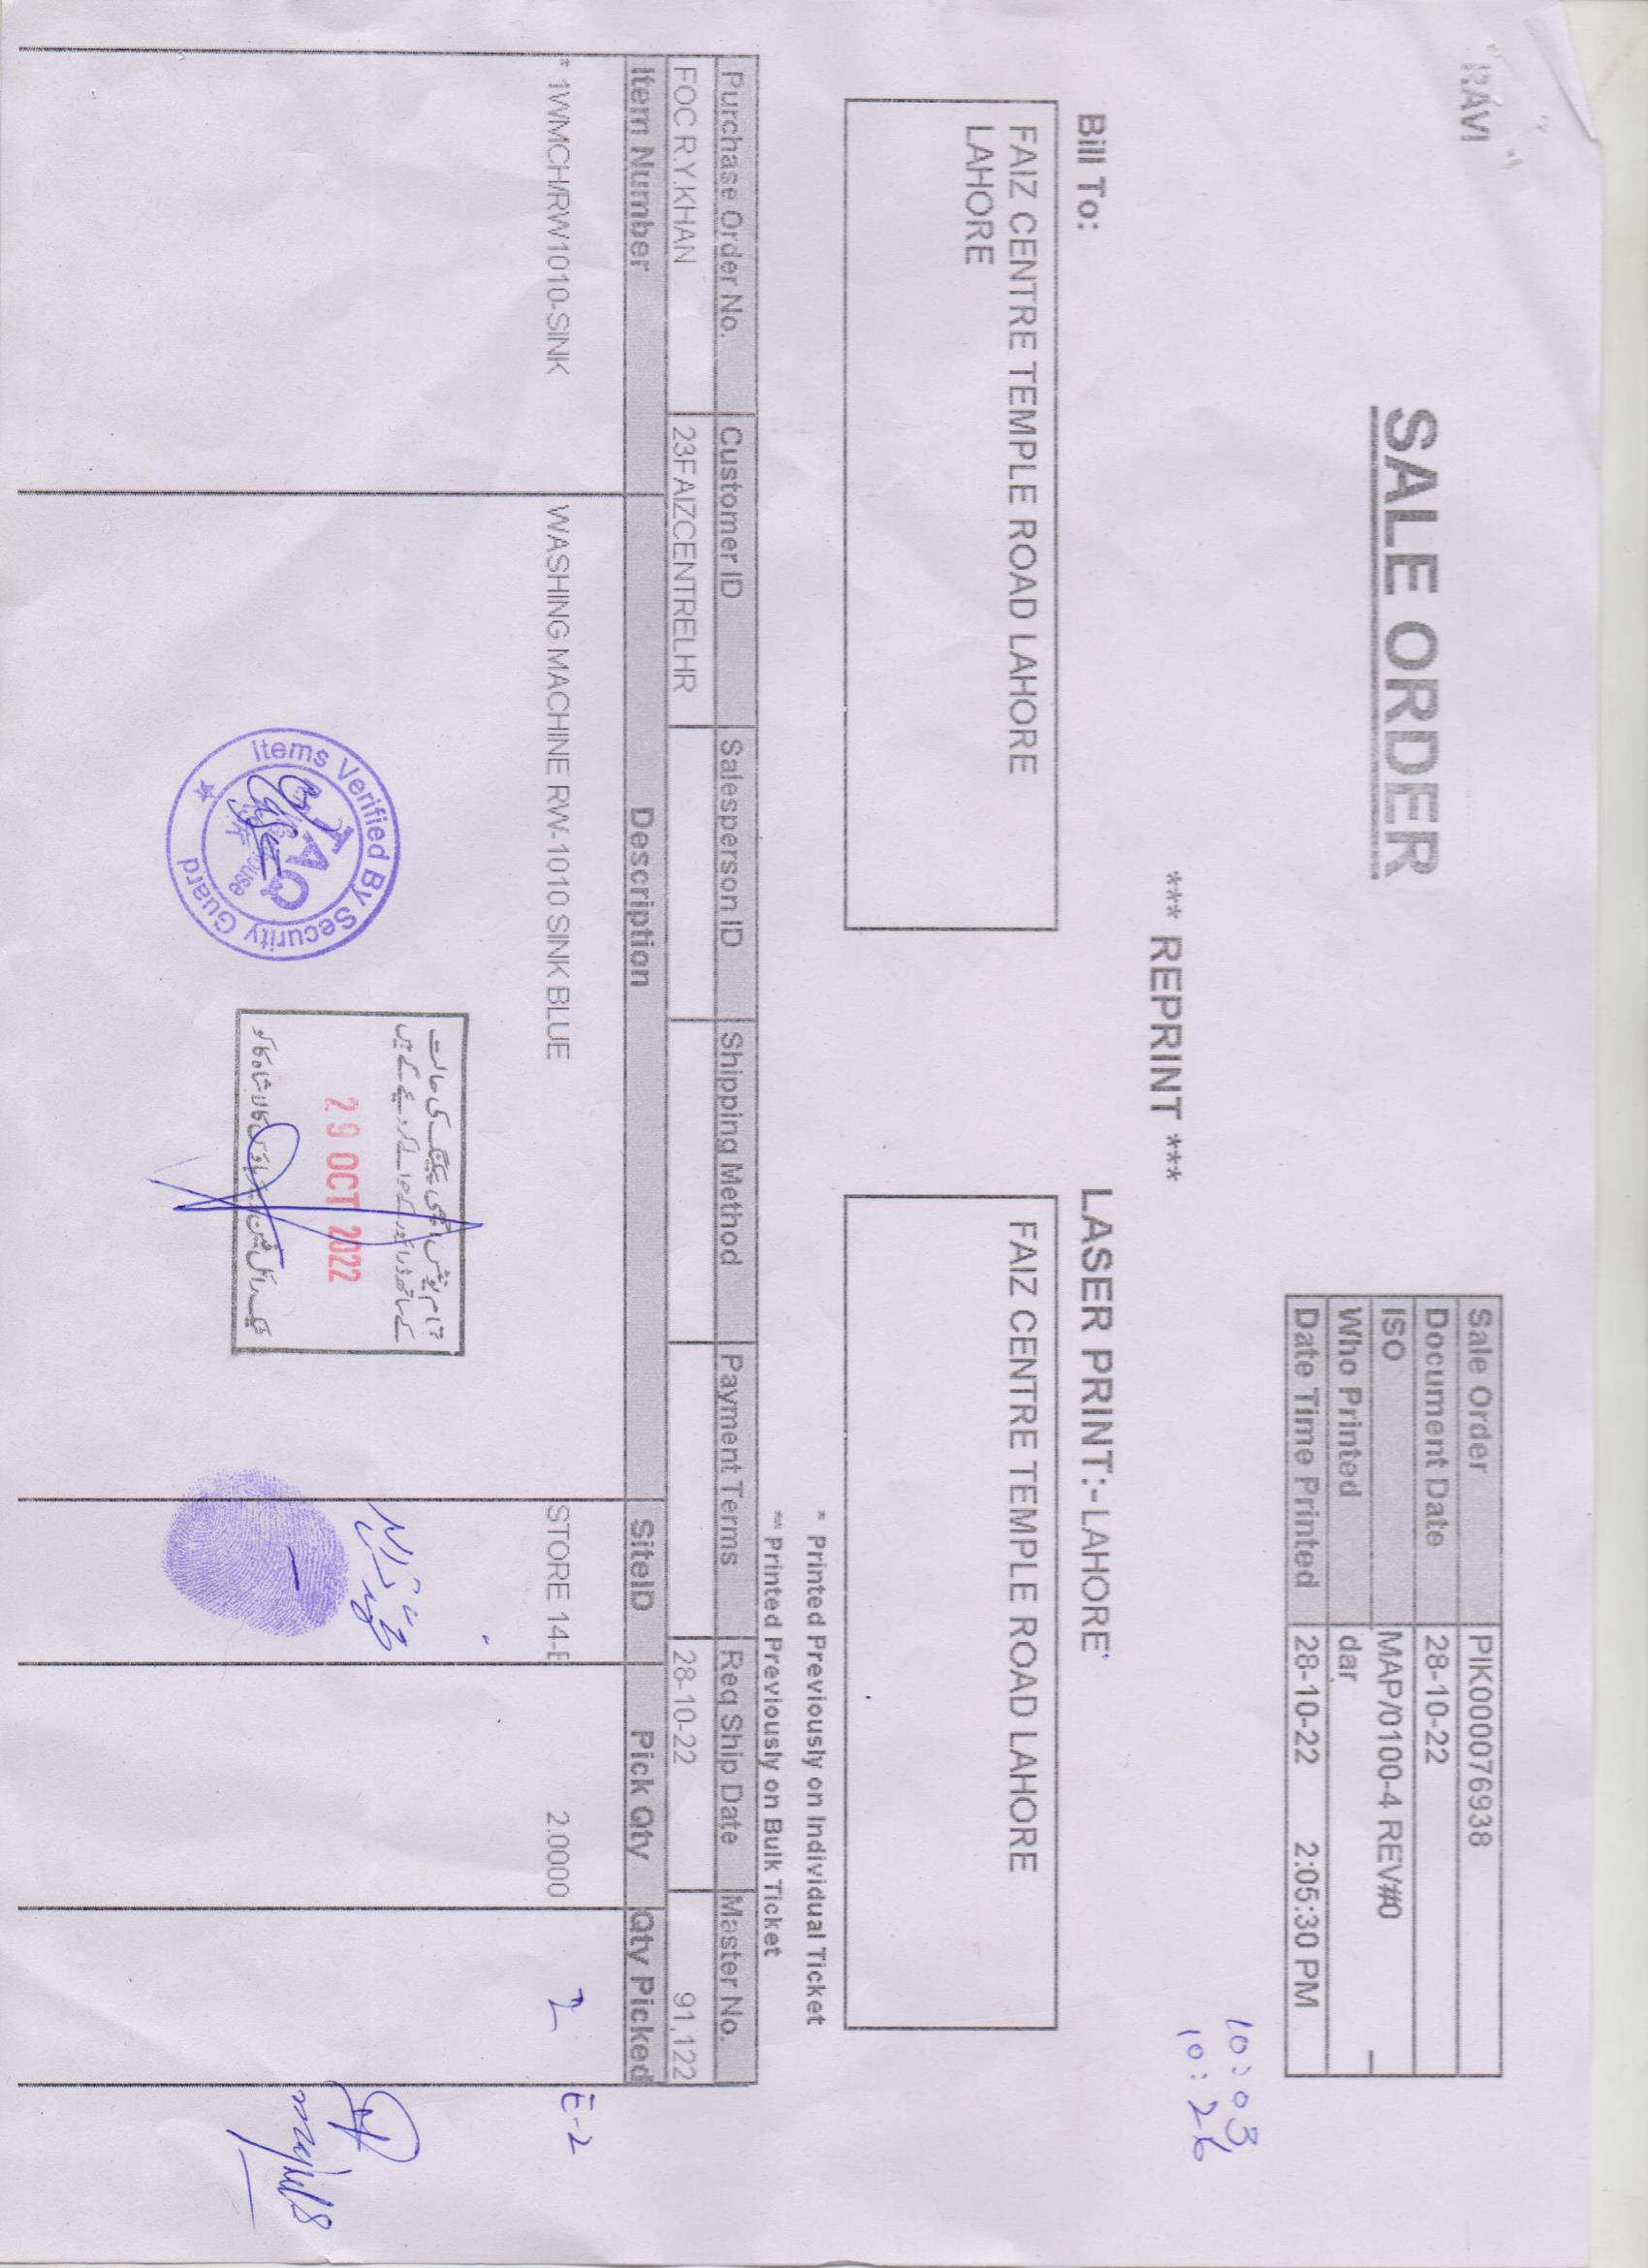 "RAVI"
SALE ORDER
Sale Order PIK000076938
Document Date 28-10-22
ISO MAP/0100-4 REV#0
Who Printed dar
Date Time Printed 28-10-22 2:05:30 PM
10:03
10:26
*** REPRINT ***
Bill To:
LASER PRINT:-LAHORE
FAIZ CENTRE TEMPLE ROAD LAHORE
LAHORE
FAIZ CENTRE TEMPLE ROAD LAHORE
* Printed Previously on Individual Ticket
** Printed Previously on Bulk Ticket
Purchase Order No. Customer ID Salesperson ID Shipping Method Payment Terms Req Ship Date Master No.
FOC R.Y.KHAN 23FAIZCENTRELHR 28-10-22 91,122
Item Number Description SiteID Pick Qty Qty Picked
* 1WMCH/RW1010-SINK WASHING MACHINE RW-1010 SINK BLUE STORE 14-E 2.0000 2 E-2
Items Verified By Security Guard
تمام یونٹس اچھی پیکنگ کی حالت
29 OCT 2022